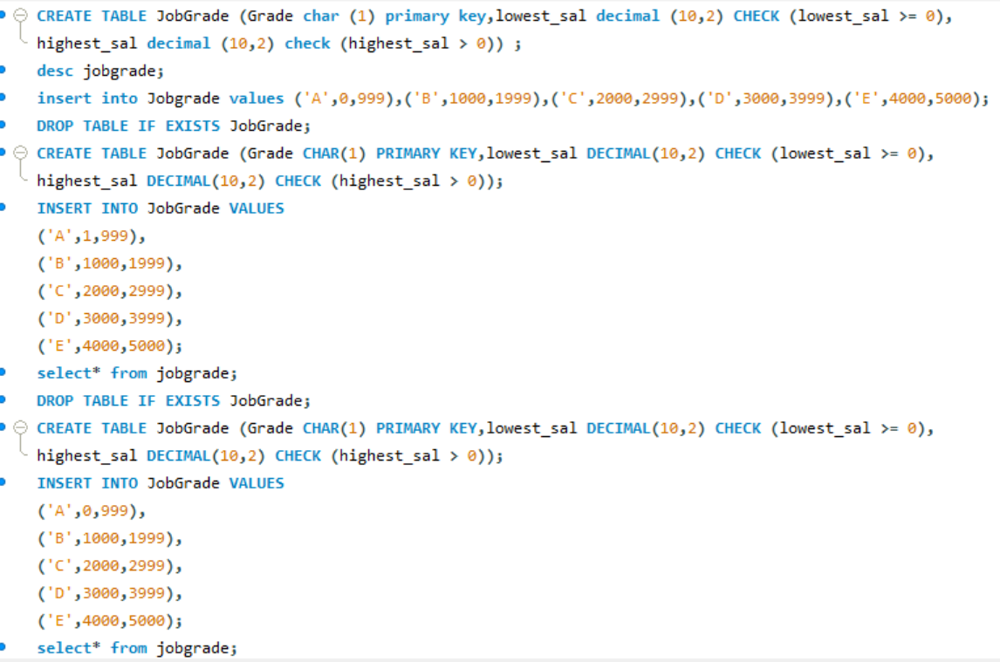 CREATE TABLE JobGrade (Grade char (1) primary key,lowest_sal decimal (10,2) CHECK (lowest_sal >= 0),
highest_sal decimal (10,2) check (highest_sal > 0)) ;
desc jobgrade;
insert into Jobgrade values ('A',0,999),('B',1000,1999),('C',2000,2999),('D',3000,3999),('E',4000,5000);
DROP TABLE IF EXISTS JobGrade;
CREATE TABLE JobGrade (Grade CHAR(1) PRIMARY KEY,lowest_sal DECIMAL(10,2) CHECK (lowest_sal >= 0),
highest_sal DECIMAL(10,2) CHECK (highest_sal > 0));
INSERT INTO JobGrade VALUES
('A',1,999),
('B',1000,1999),
('C',2000,2999),
('D',3000,3999),
('E',4000,5000);
select* from jobgrade;
DROP TABLE IF EXISTS JobGrade;
CREATE TABLE JobGrade (Grade CHAR(1) PRIMARY KEY,lowest_sal DECIMAL(10,2) CHECK (lowest_sal >= 0),
highest_sal DECIMAL(10,2) CHECK (highest_sal > 0));
INSERT INTO JobGrade VALUES
('A',0,999),
('B',1000,1999),
('C',2000,2999),
('D',3000,3999),
('E',4000,5000);
select* from jobgrade;